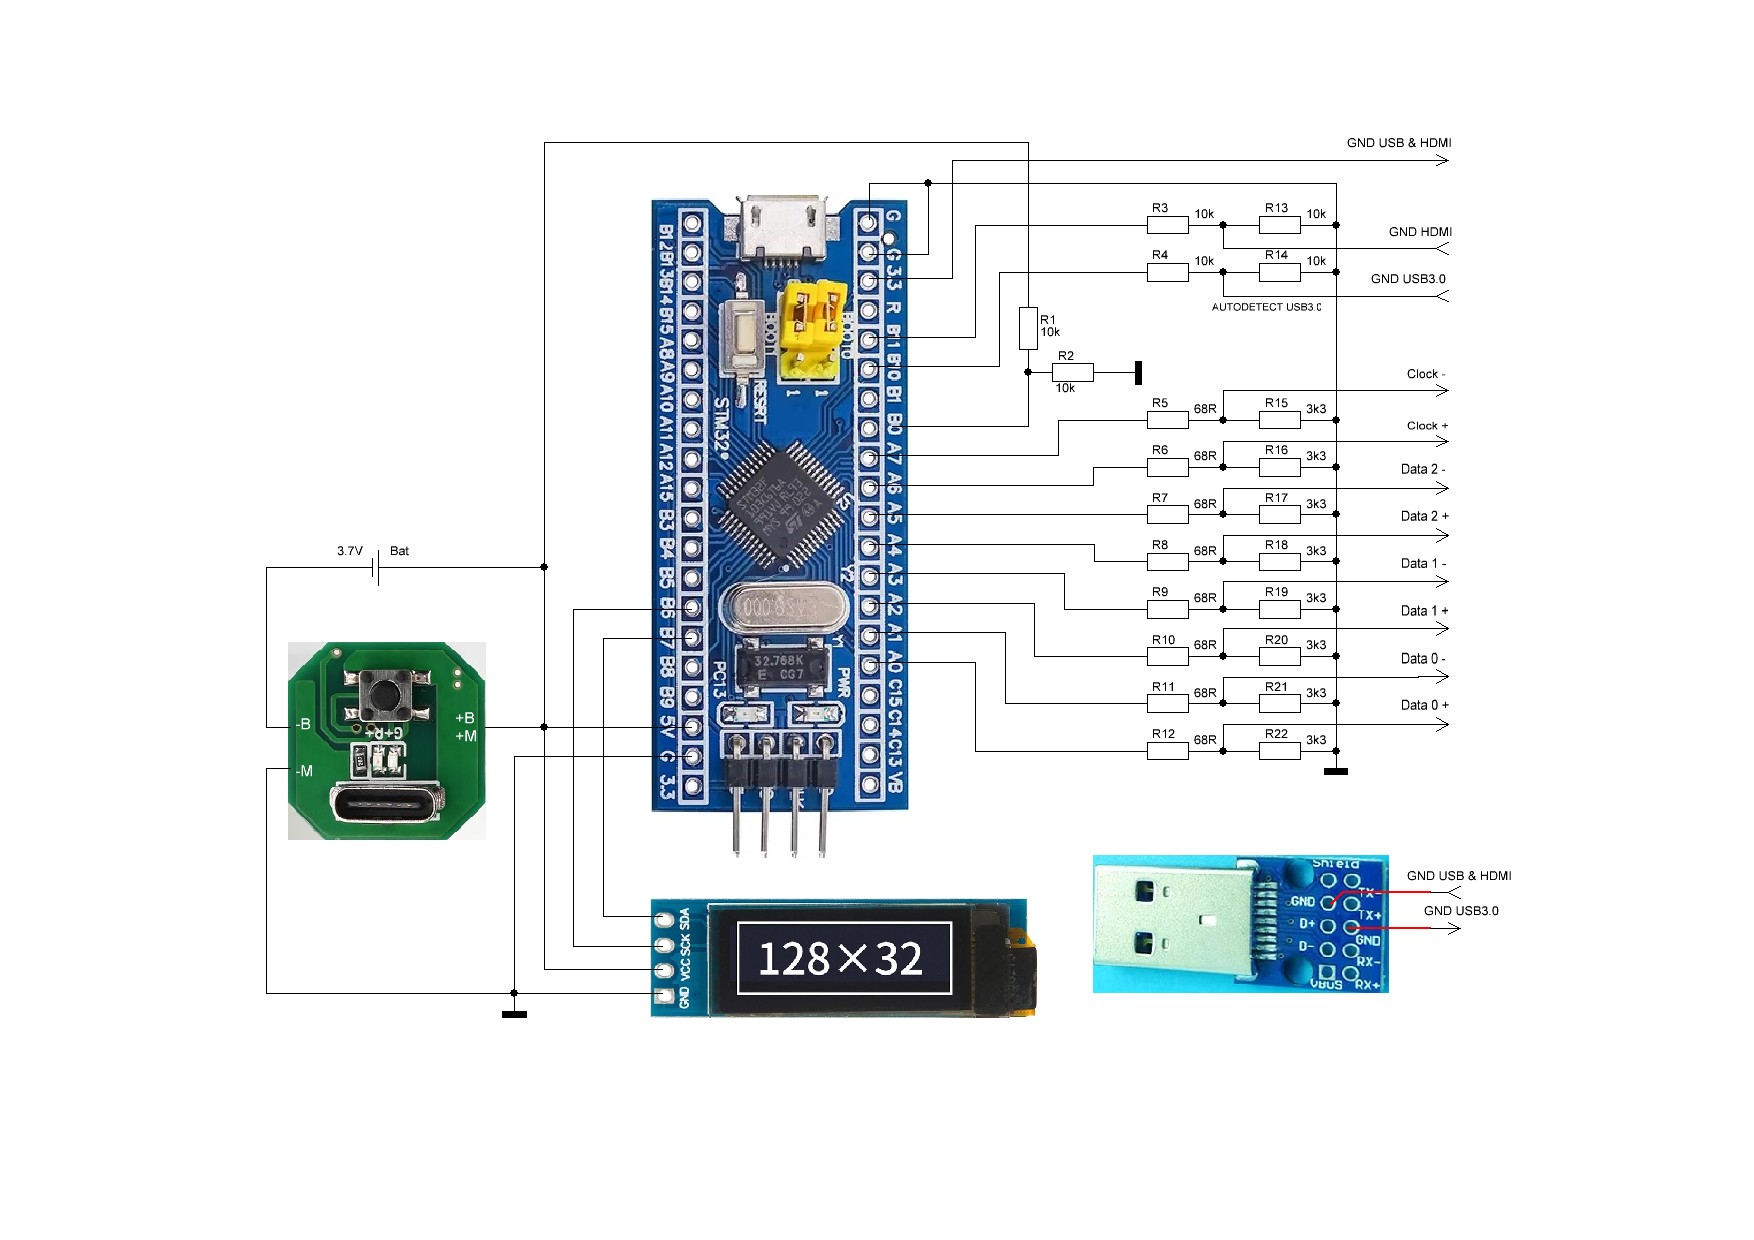 GND USB & HDMI
R3 10k R13 10k
GND HDMI
R4 10k R14 10k
GND USB3.0
AUTODETECT USB3.0
R1
10k
R2
10k
Clock -
R5 68R R15 3k3
Clock +
R6 68R R16 3k3
Data 2 -
R7 68R R17 3k3
Data 2 +
R8 68R R18 3k3
Data 1 -
R9 68R R19 3k3
Data 1 +
R10 68R R20 3k3
Data 0 -
R11 68R R21 3k3
Data 0 +
R12 68R R22 3k3
3.7V Bat
-B
-M
+B
+M
G+R+
B12
B13
B14
B15
A8
A9
A10
A11
A12
A15
B3
B4
B5
B6
B7
B8
B9
5V
G
3.3
G
G
33
R
B11
B10
B1
B0
A7
A6
A5
A4
A3
A2
A1
A0
C15
C14
C13
VB
BOOT0
1 1
RESRT
STM32
Y2
Y1
32.768K
E CG7
PC13
PWR
SDA
SCK
VCC
GND
128×32
Shield
TX-
GND
TX+
D+
GND
D-
RX-
VBUS
RX+
GND USB & HDMI
GND USB3.0